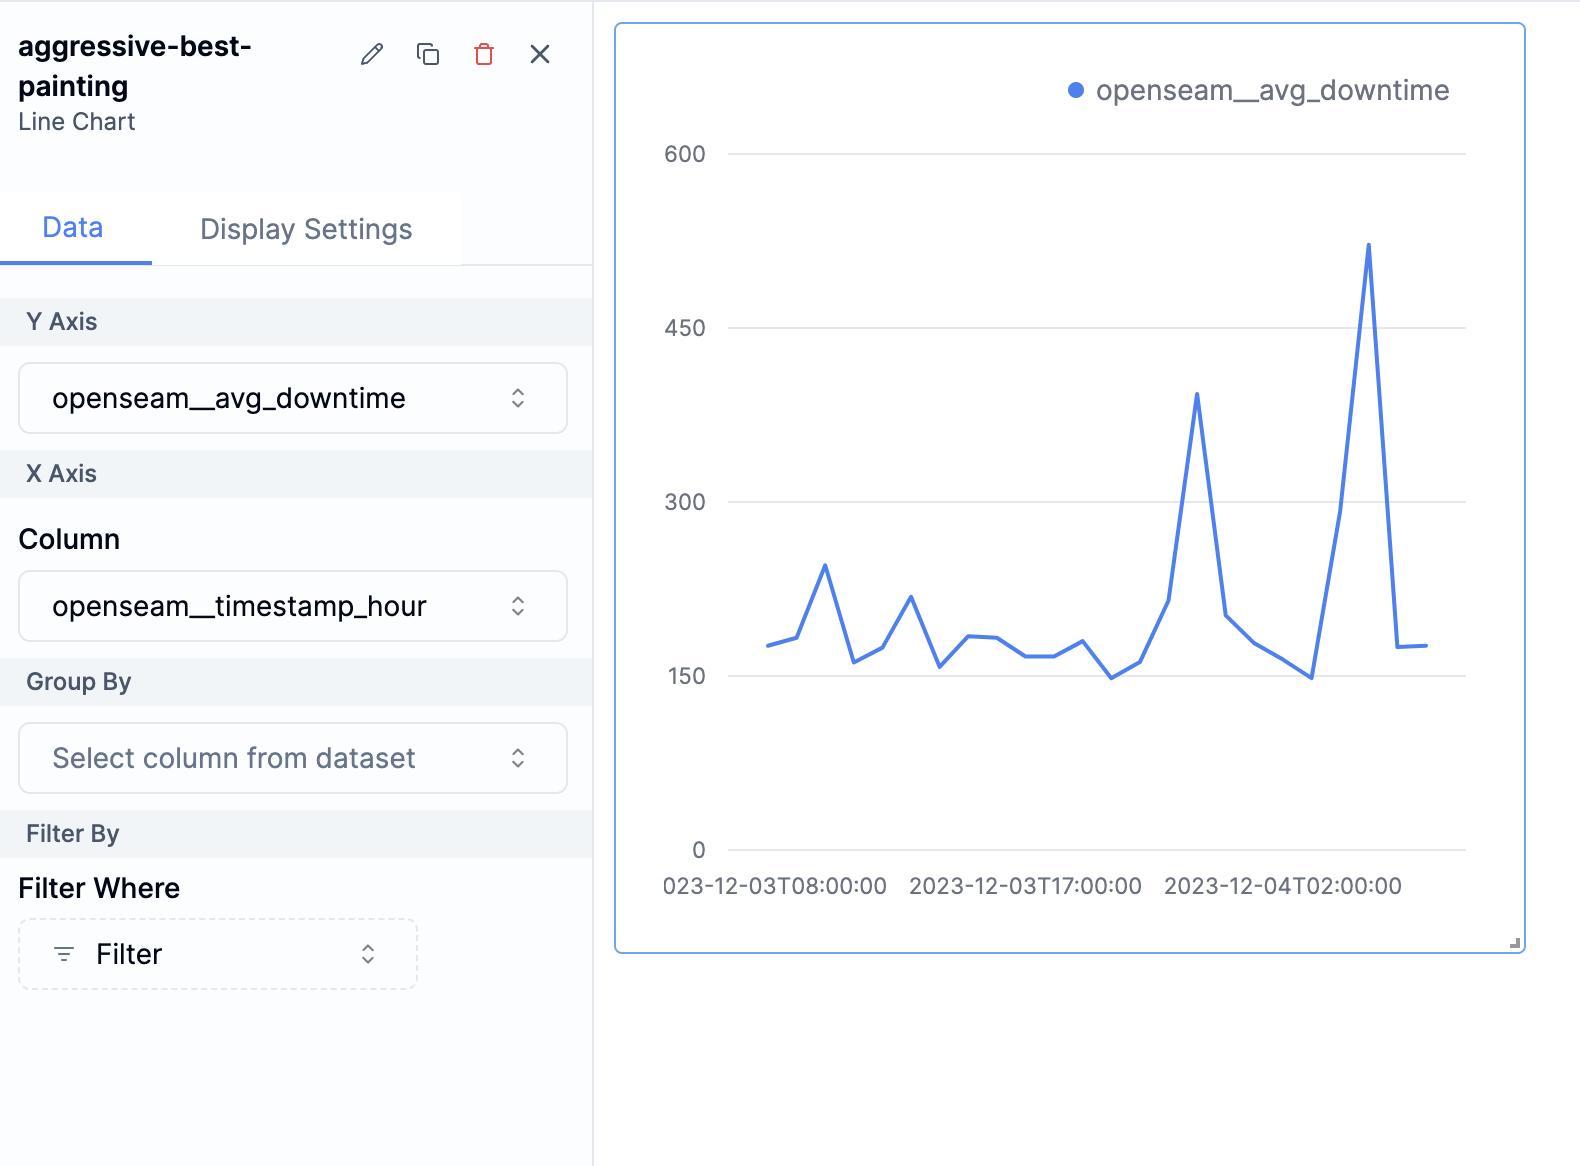 aggressive-best-
painting
Line Chart
Data
Display Settings
Y Axis
openseam__avg_downtime
X Axis
Column
openseam__timestamp_hour
Group By
Select column from dataset
Filter By
Filter Where
Filter
openseam__avg_downtime
600
450
300
150
0
023-12-03T08:00:00 2023-12-03T17:00:00 2023-12-04T02:00:00